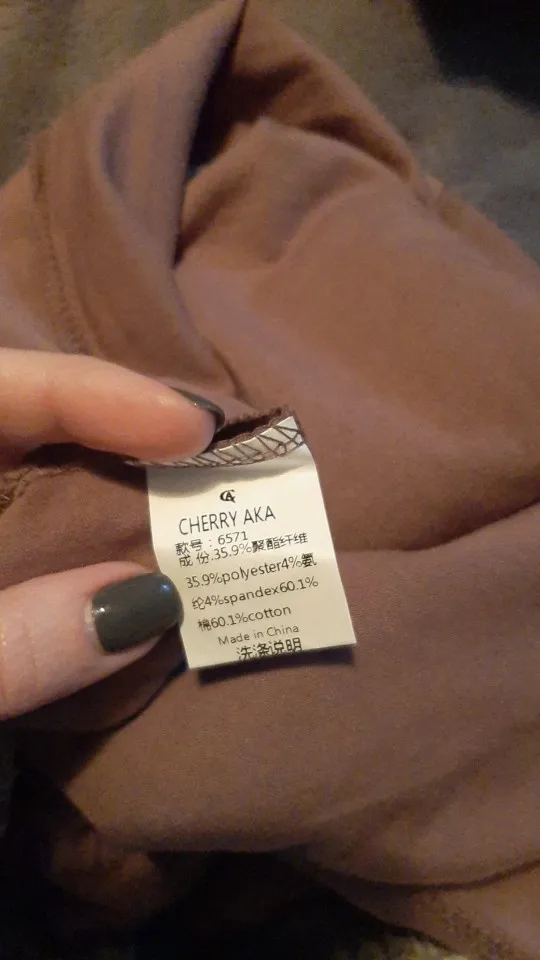 CA
CHERRY AKA
款号：6571
成 份.35.9%聚酯纤维
35.9%polyester4%氨
纶4%spandex60.1%
棉60.1%cotton
Made in China
洗涤说明